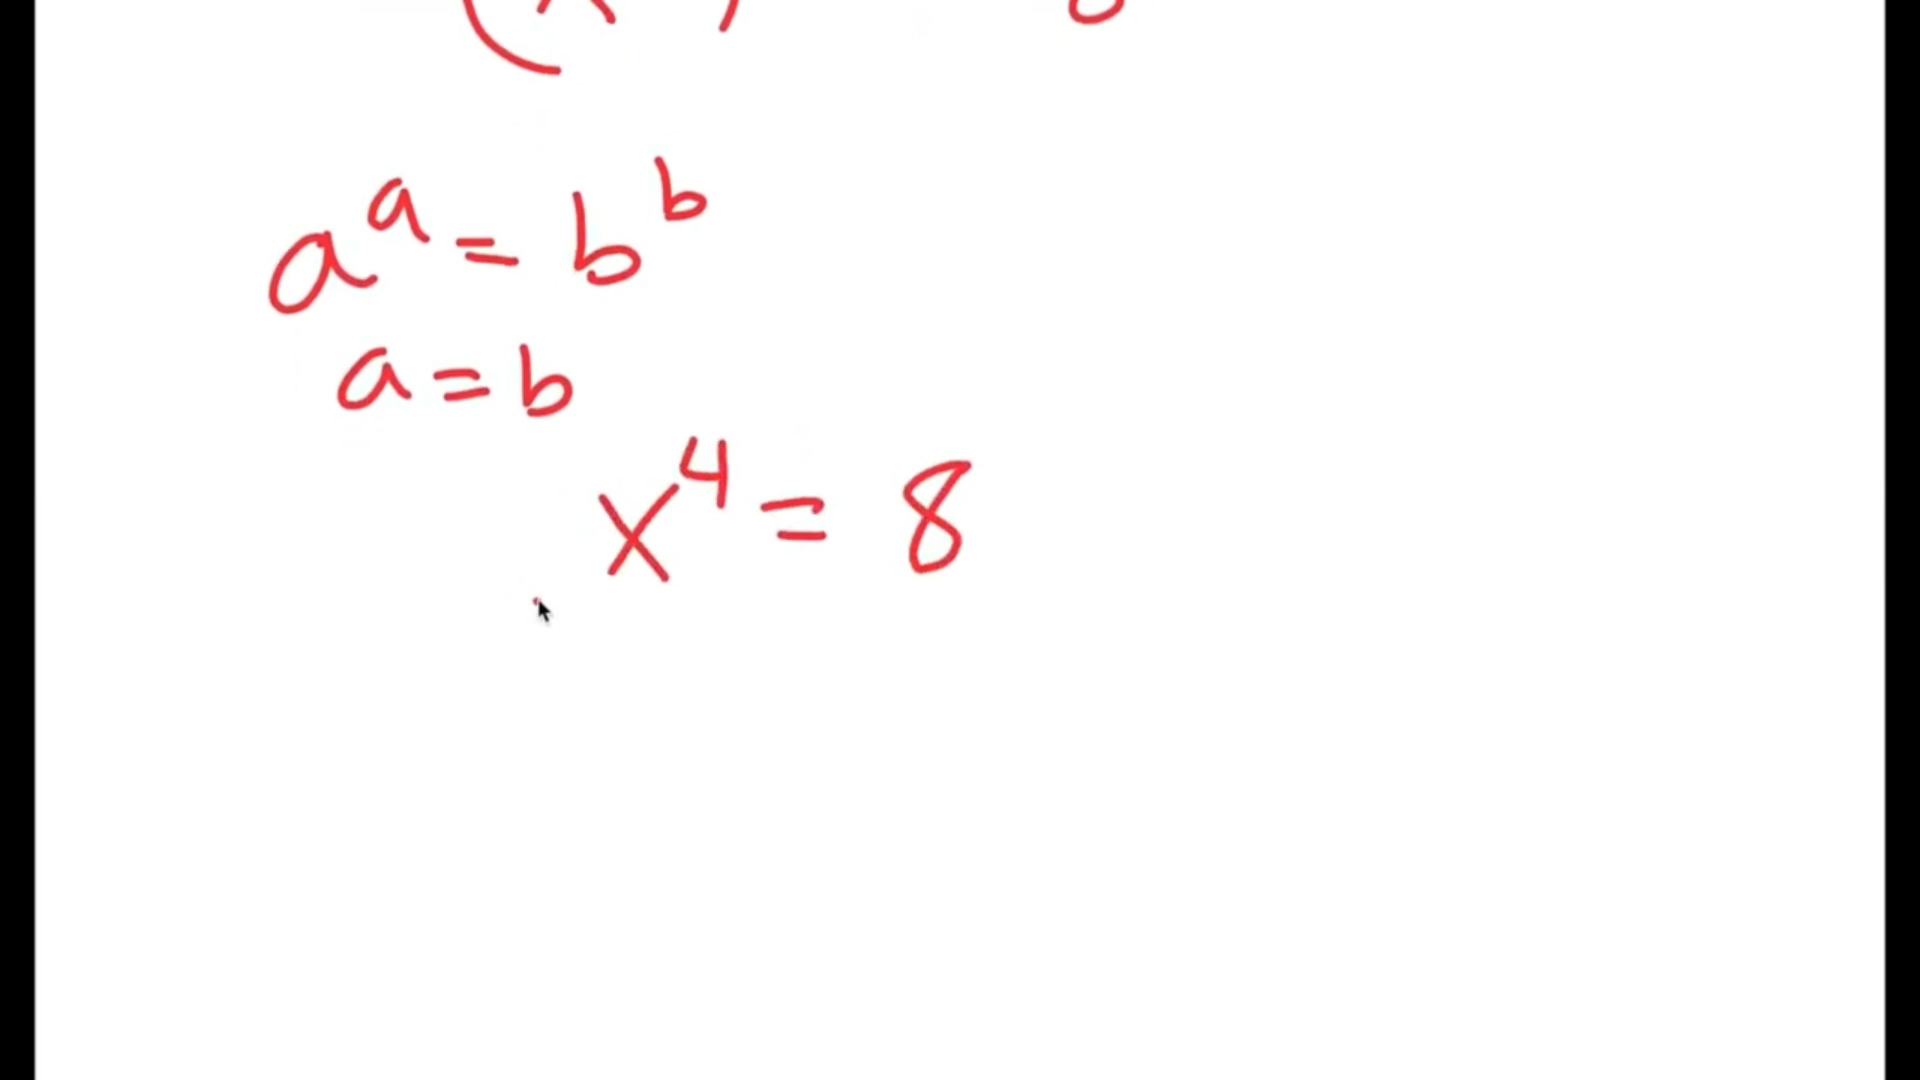 a^a = b^b
a = b
x^4 = 8